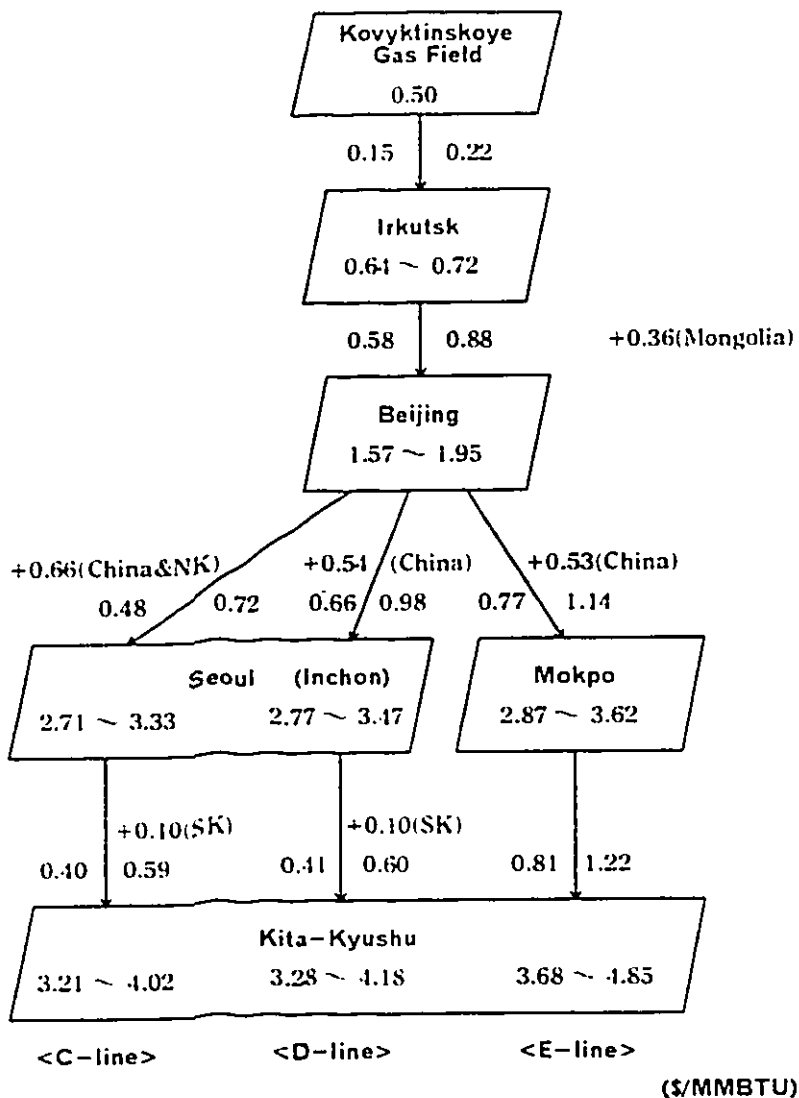 Kovyktinskoye
Gas Field
0.50
0.15 0.22
Irkutsk
0.64 ~ 0.72
0.58 0.88 +0.36(Mongolia)
Beijing
1.57 ~ 1.95
+0.66(China&NK) +0.54 (China) +0.53(China)
0.48 0.72 0.66 0.98 0.77 1.14
Seoul (Inchon) Mokpo
2.71 ~ 3.33 2.77 ~ 3.47 2.87 ~ 3.62
+0.10(SK) +0.10(SK)
0.40 0.59 0.41 0.60 0.81 1.22
Kita-Kyushu
3.21 ~ 4.02 3.28 ~ 4.18 3.68 ~ 4.85
<C-line> <D-line> <E-line>
($/MMBTU)